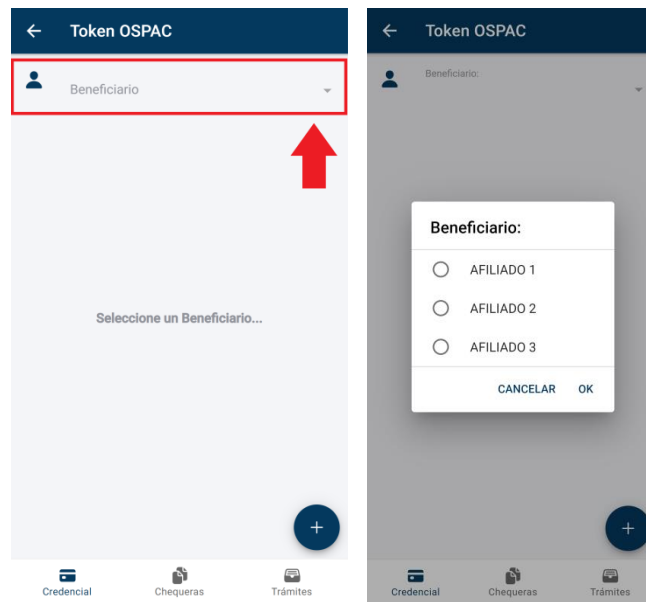 Token OSPAC
Beneficiario
Seleccione un Beneficiario...
+
Credencial Chequeras Trámites
Token OSPAC
Beneficiario:
Beneficiario:
AFILIADO 1
AFILIADO 2
AFILIADO 3
CANCELAR OK
+
Credencial Chequeras Trámites